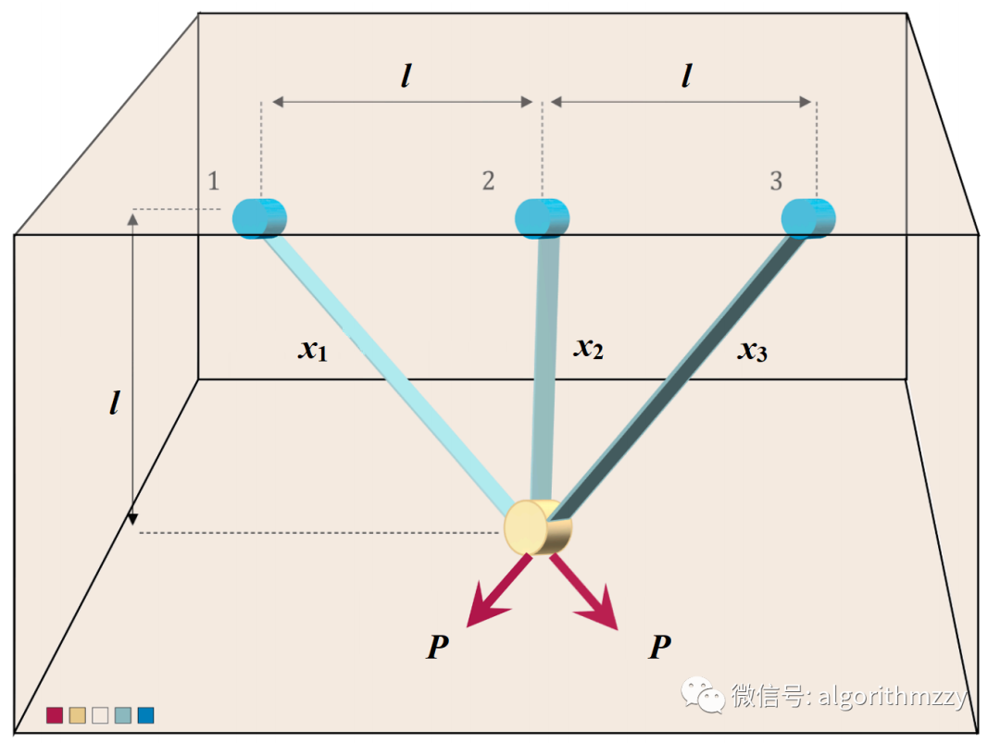 l l
1 2 3
x1 x2 x3
l
P P
微信号: algorithmzzy